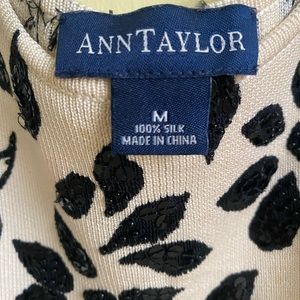 ANNTAYLOR
M
100% SILK
MADE IN CHINA